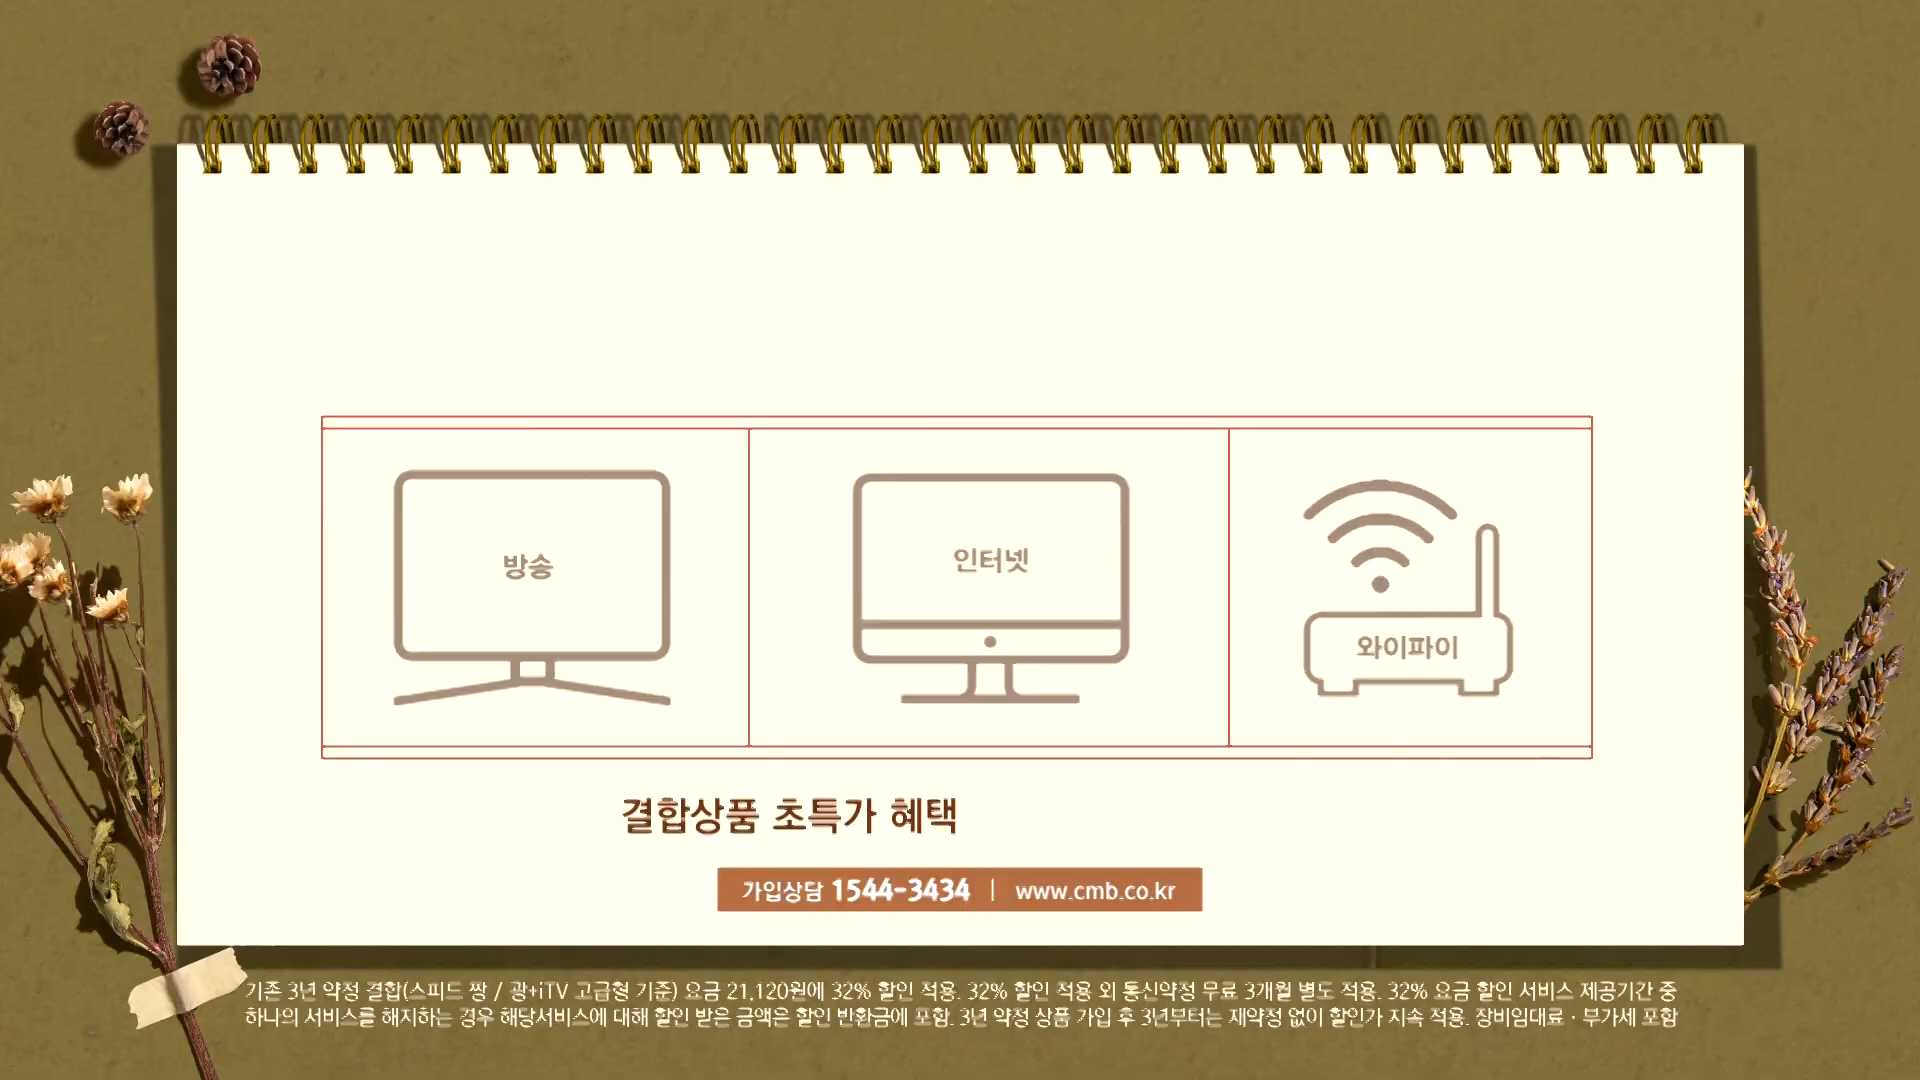 방송
인터넷
와이파이
결합상품 초특가 혜택
가입상담 1544-3434 | www.cmb.co.kr
기존 3년 약정 결합(스피드 짱 / 광+iTV 고급형 기준) 요금 21,120원에 32% 할인 적용. 32% 할인 적용 외 통신약정 무료 3개월 별도 적용. 32% 요금 할인 서비스 제공기간 중
하나의 서비스를 해지하는 경우 해당서비스에 대해 할인 받은 금액은 할인 반환금에 포함. 3년 약정 상품 가입 후 3년부터는 재약정 없이 할인가 지속 적용. 장비임대료 · 부가세 포함